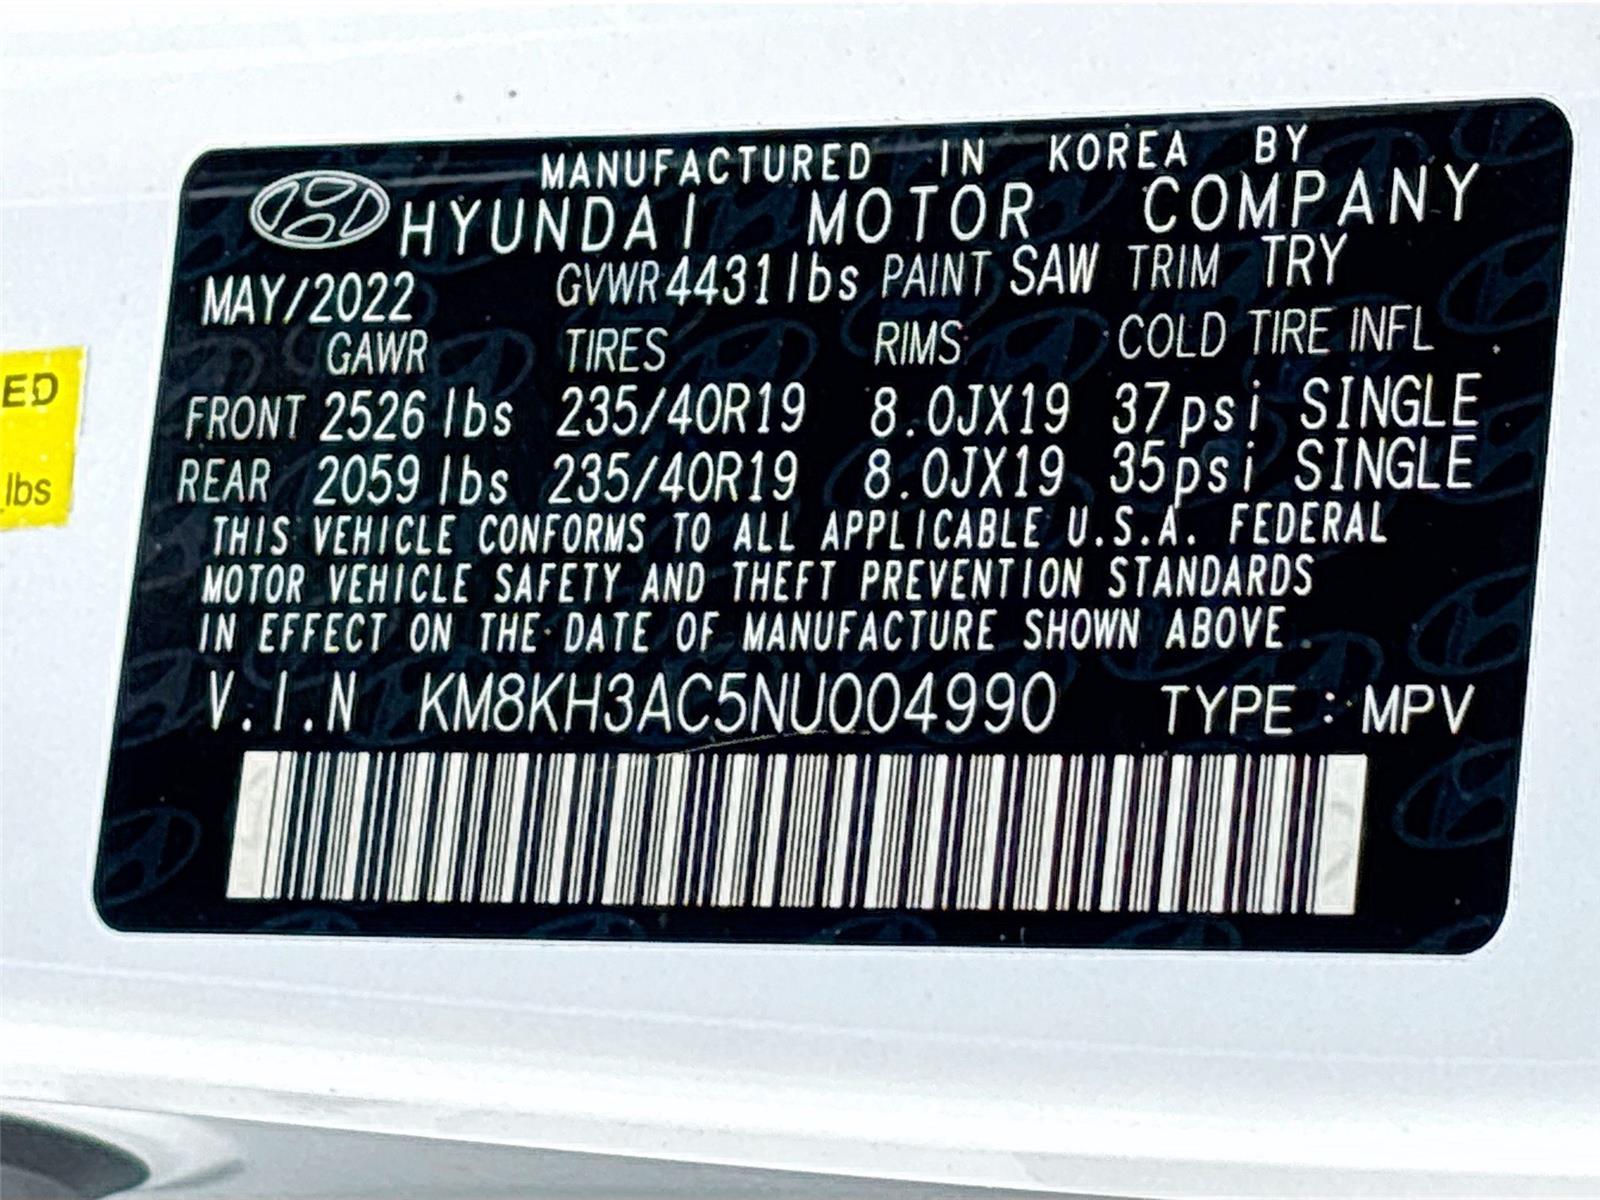 MANUFACTURED IN KOREA BY
HYUNDAI MOTOR COMPANY
MAY/2022 GVWR 4431lbs PAINT SAW TRIM TRY
GAWR TIRES RIMS COLD TIRE INFL
FRONT 2526 lbs 235/40R19 8.0JX19 37psi SINGLE
REAR 2059 lbs 235/40R19 8.0JX19 35psi SINGLE
THIS VEHICLE CONFORMS TO ALL APPLICABLE U.S.A. FEDERAL
MOTOR VEHICLE SAFETY AND THEFT PREVENTION STANDARDS
IN EFFECT ON THE DATE OF MANUFACTURE SHOWN ABOVE.
V.I.N KM8KH3AC5NU004990 TYPE : MPV
ED
lbs